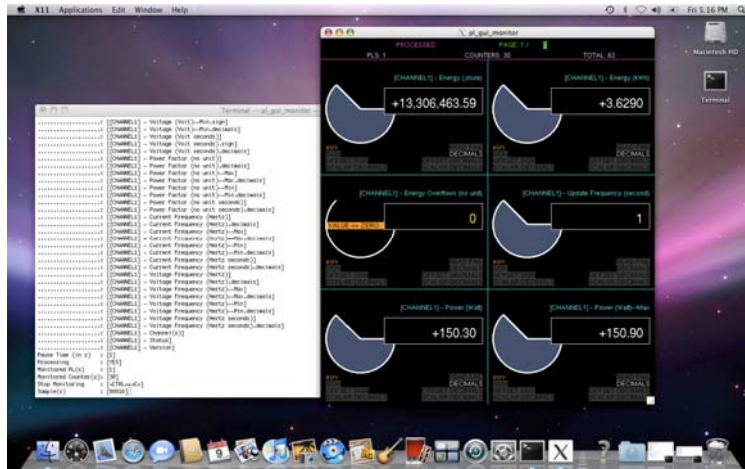 X11 Applications Edit Window Help
Fri 5:16 PM
pl_gui_monitor
PROCESSED PAGE: 1 /
PLS: 1 COUNTERS: 30 TOTAL: 63
Macintosh HD
Terminal
[CHANNEL1] - Energy (Joule)
+13,306,463.59
DECIMALS
[CHANNEL1] - Energy (kWh)
+3.6290
DECIMALS
[CHANNEL1] - Energy Overflows (no unit)
0
VALUE <= ZERO
[CHANNEL1] - Update Frequency (second)
1
[CHANNEL1] - Power (Watt)
+150.30
DECIMALS
[CHANNEL1] - Power (Watt)--Max
+150.90
DECIMALS
Terminal — pl_gui_monitor —
[[CHANNEL1] - Voltage (Volt)--Min.sign]
[[CHANNEL1] - Voltage (Volt)--Min.decimals]
[[CHANNEL1] - Voltage (Volt seconds)]
[[CHANNEL1] - Voltage (Volt seconds).sign]
[[CHANNEL1] - Voltage (Volt seconds).decimals]
[[CHANNEL1] - Power Factor (no unit)]
[[CHANNEL1] - Power Factor (no unit).decimals]
[[CHANNEL1] - Power Factor (no unit)--Max]
[[CHANNEL1] - Power Factor (no unit)--Max.decimals]
[[CHANNEL1] - Power Factor (no unit)--Min]
[[CHANNEL1] - Power Factor (no unit)--Min.decimals]
[[CHANNEL1] - Power Factor (no unit seconds)]
[[CHANNEL1] - Power Factor (no unit seconds).decimals]
[[CHANNEL1] - Current Frequency (Hertz)]
[[CHANNEL1] - Current Frequency (Hertz).decimals]
[[CHANNEL1] - Current Frequency (Hertz)--Max]
[[CHANNEL1] - Current Frequency (Hertz)--Max.decimals]
[[CHANNEL1] - Current Frequency (Hertz)--Min]
[[CHANNEL1] - Current Frequency (Hertz)--Min.decimals]
[[CHANNEL1] - Current Frequency (Hertz seconds)]
[[CHANNEL1] - Current Frequency (Hertz seconds).decimals]
[[CHANNEL1] - Voltage Frequency (Hertz)]
[[CHANNEL1] - Voltage Frequency (Hertz).decimals]
[[CHANNEL1] - Voltage Frequency (Hertz)--Max]
[[CHANNEL1] - Voltage Frequency (Hertz)--Max.decimals]
[[CHANNEL1] - Voltage Frequency (Hertz)--Min]
[[CHANNEL1] - Voltage Frequency (Hertz)--Min.decimals]
[[CHANNEL1] - Voltage Frequency (Hertz seconds)]
[[CHANNEL1] - Voltage Frequency (Hertz seconds).decimals]
[[CHANNEL1] - Channel(s)]
[[CHANNEL1] - Status]
[[CHANNEL1] - Version]
Pause Time (in s) : [1]
Processing : [YES]
Monitored PL(s) : [1]
Monitored Counter(s): [30]
Stop Monitoring : [<CTRL>+<C>]
Sample(s) :